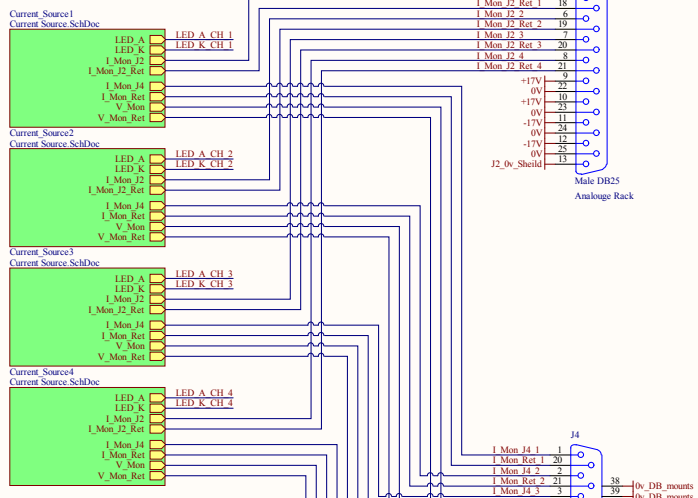 Current_Source1
Current Source.SchDoc
LED_A
LED_K
I_Mon_J2
I_Mon_J2_Ret
I_Mon_J4
I_Mon_Ret
V_Mon
V_Mon_Ret
LED_A_CH_1
LED_K_CH_1
Current_Source2
Current Source.SchDoc
LED_A
LED_K
I_Mon_J2
I_Mon_J2_Ret
I_Mon_J4
I_Mon_Ret
V_Mon
V_Mon_Ret
LED_A_CH_2
LED_K_CH_2
Current_Source3
Current Source.SchDoc
LED_A
LED_K
I_Mon_J2
I_Mon_J2_Ret
I_Mon_J4
I_Mon_Ret
V_Mon
V_Mon_Ret
LED_A_CH_3
LED_K_CH_3
Current_Source4
Current Source.SchDoc
LED_A
LED_K
I_Mon_J2
I_Mon_J2_Ret
I_Mon_J4
I_Mon_Ret
V_Mon
V_Mon_Ret
LED_A_CH_4
LED_K_CH_4
I_Mon_J2_Ret_1 18
I_Mon_J2_2 6
I_Mon_J2_Ret_2 19
I_Mon_J2_3 7
I_Mon_J2_Ret_3 20
I_Mon_J2_4 8
I_Mon_J2_Ret_4 21
+17V 9
0V 22
+17V 10
0V 23
-17V 11
0V 24
-17V 12
0V 25
J2_0v_Sheild 13
Male DB25
Analouge Rack
J4
I_Mon_J4_1 1
I_Mon_Ret_1 20
I_Mon_J4_2 2
I_Mon_Ret_2 21
I_Mon_J4_3 3
38 0v_DB_mounts
39 0v_DB_mounts